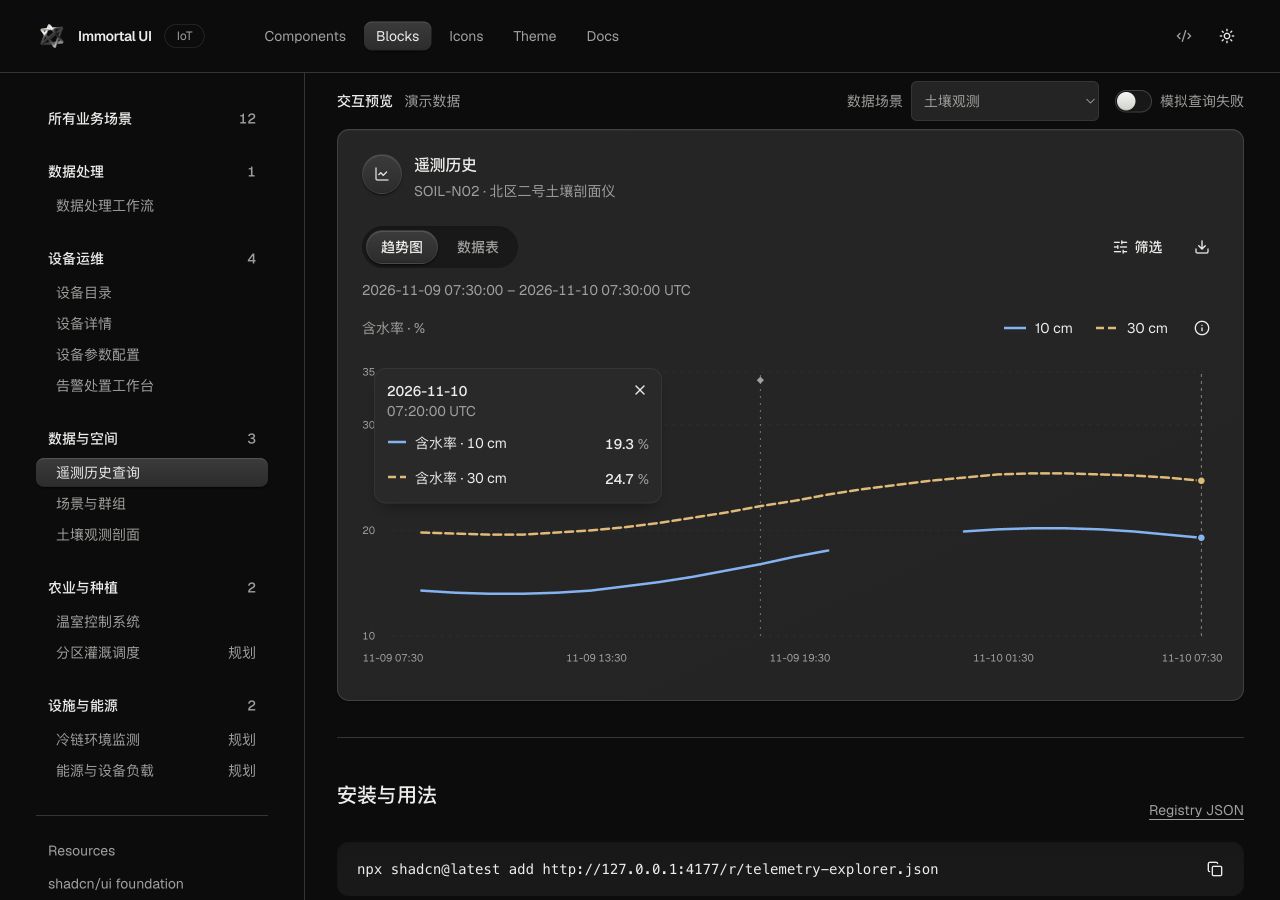 Immortal UI IoT Components Blocks Icons Theme Docs
所有业务场景 12
数据处理 1
数据处理工作流
设备运维 4
设备目录
设备详情
设备参数配置
告警处置工作台
数据与空间 3
遥测历史查询
场景与群组
土壤观测剖面
农业与种植 2
温室控制系统
分区灌溉调度 规划
设施与能源 2
冷链环境监测 规划
能源与设备负载 规划
Resources
shadcn/ui foundation
交互预览 演示数据 数据场景 土壤观测 模拟查询失败
遥测历史
SOIL-N02 · 北区二号土壤剖面仪
趋势图 数据表 筛选
2026-11-09 07:30:00 – 2026-11-10 07:30:00 UTC
含水率 · % 10 cm 30 cm
35
30
20
10
2026-11-10
07:20:00 UTC
含水率 · 10 cm 19.3 %
含水率 · 30 cm 24.7 %
11-09 07:30 11-09 13:30 11-09 19:30 11-10 01:30 11-10 07:30
安装与用法
Registry JSON
npx shadcn@latest add http://127.0.0.1:4177/r/telemetry-explorer.json